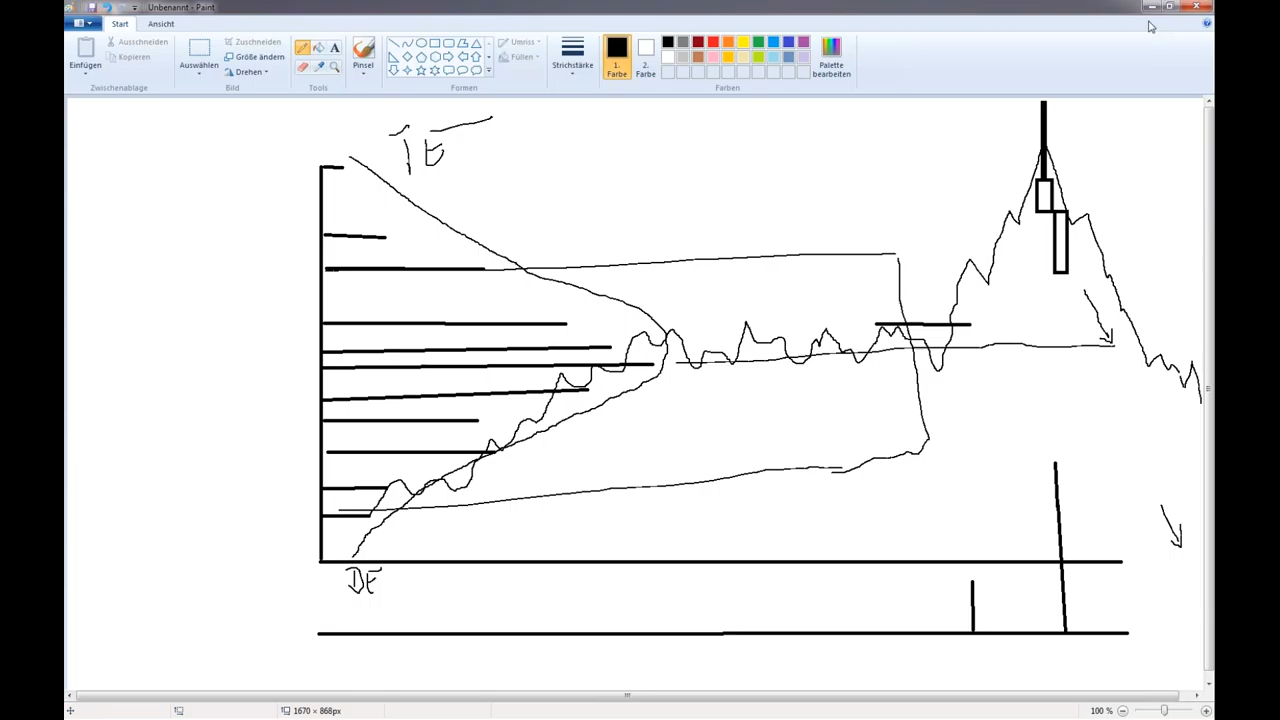 Unbenannt - Paint
Start
Ansicht
Einfügen
Ausschneiden
Kopieren
Zwischenablage
Auswählen
Zuschneiden
Größe ändern
Drehen
Bild
A
Tools
Pinsel
Formen
Umriss
Füllen
Strichstärke
1. Farbe
2. Farbe
Palette bearbeiten
Farben
TE
1670 × 868px
100 %